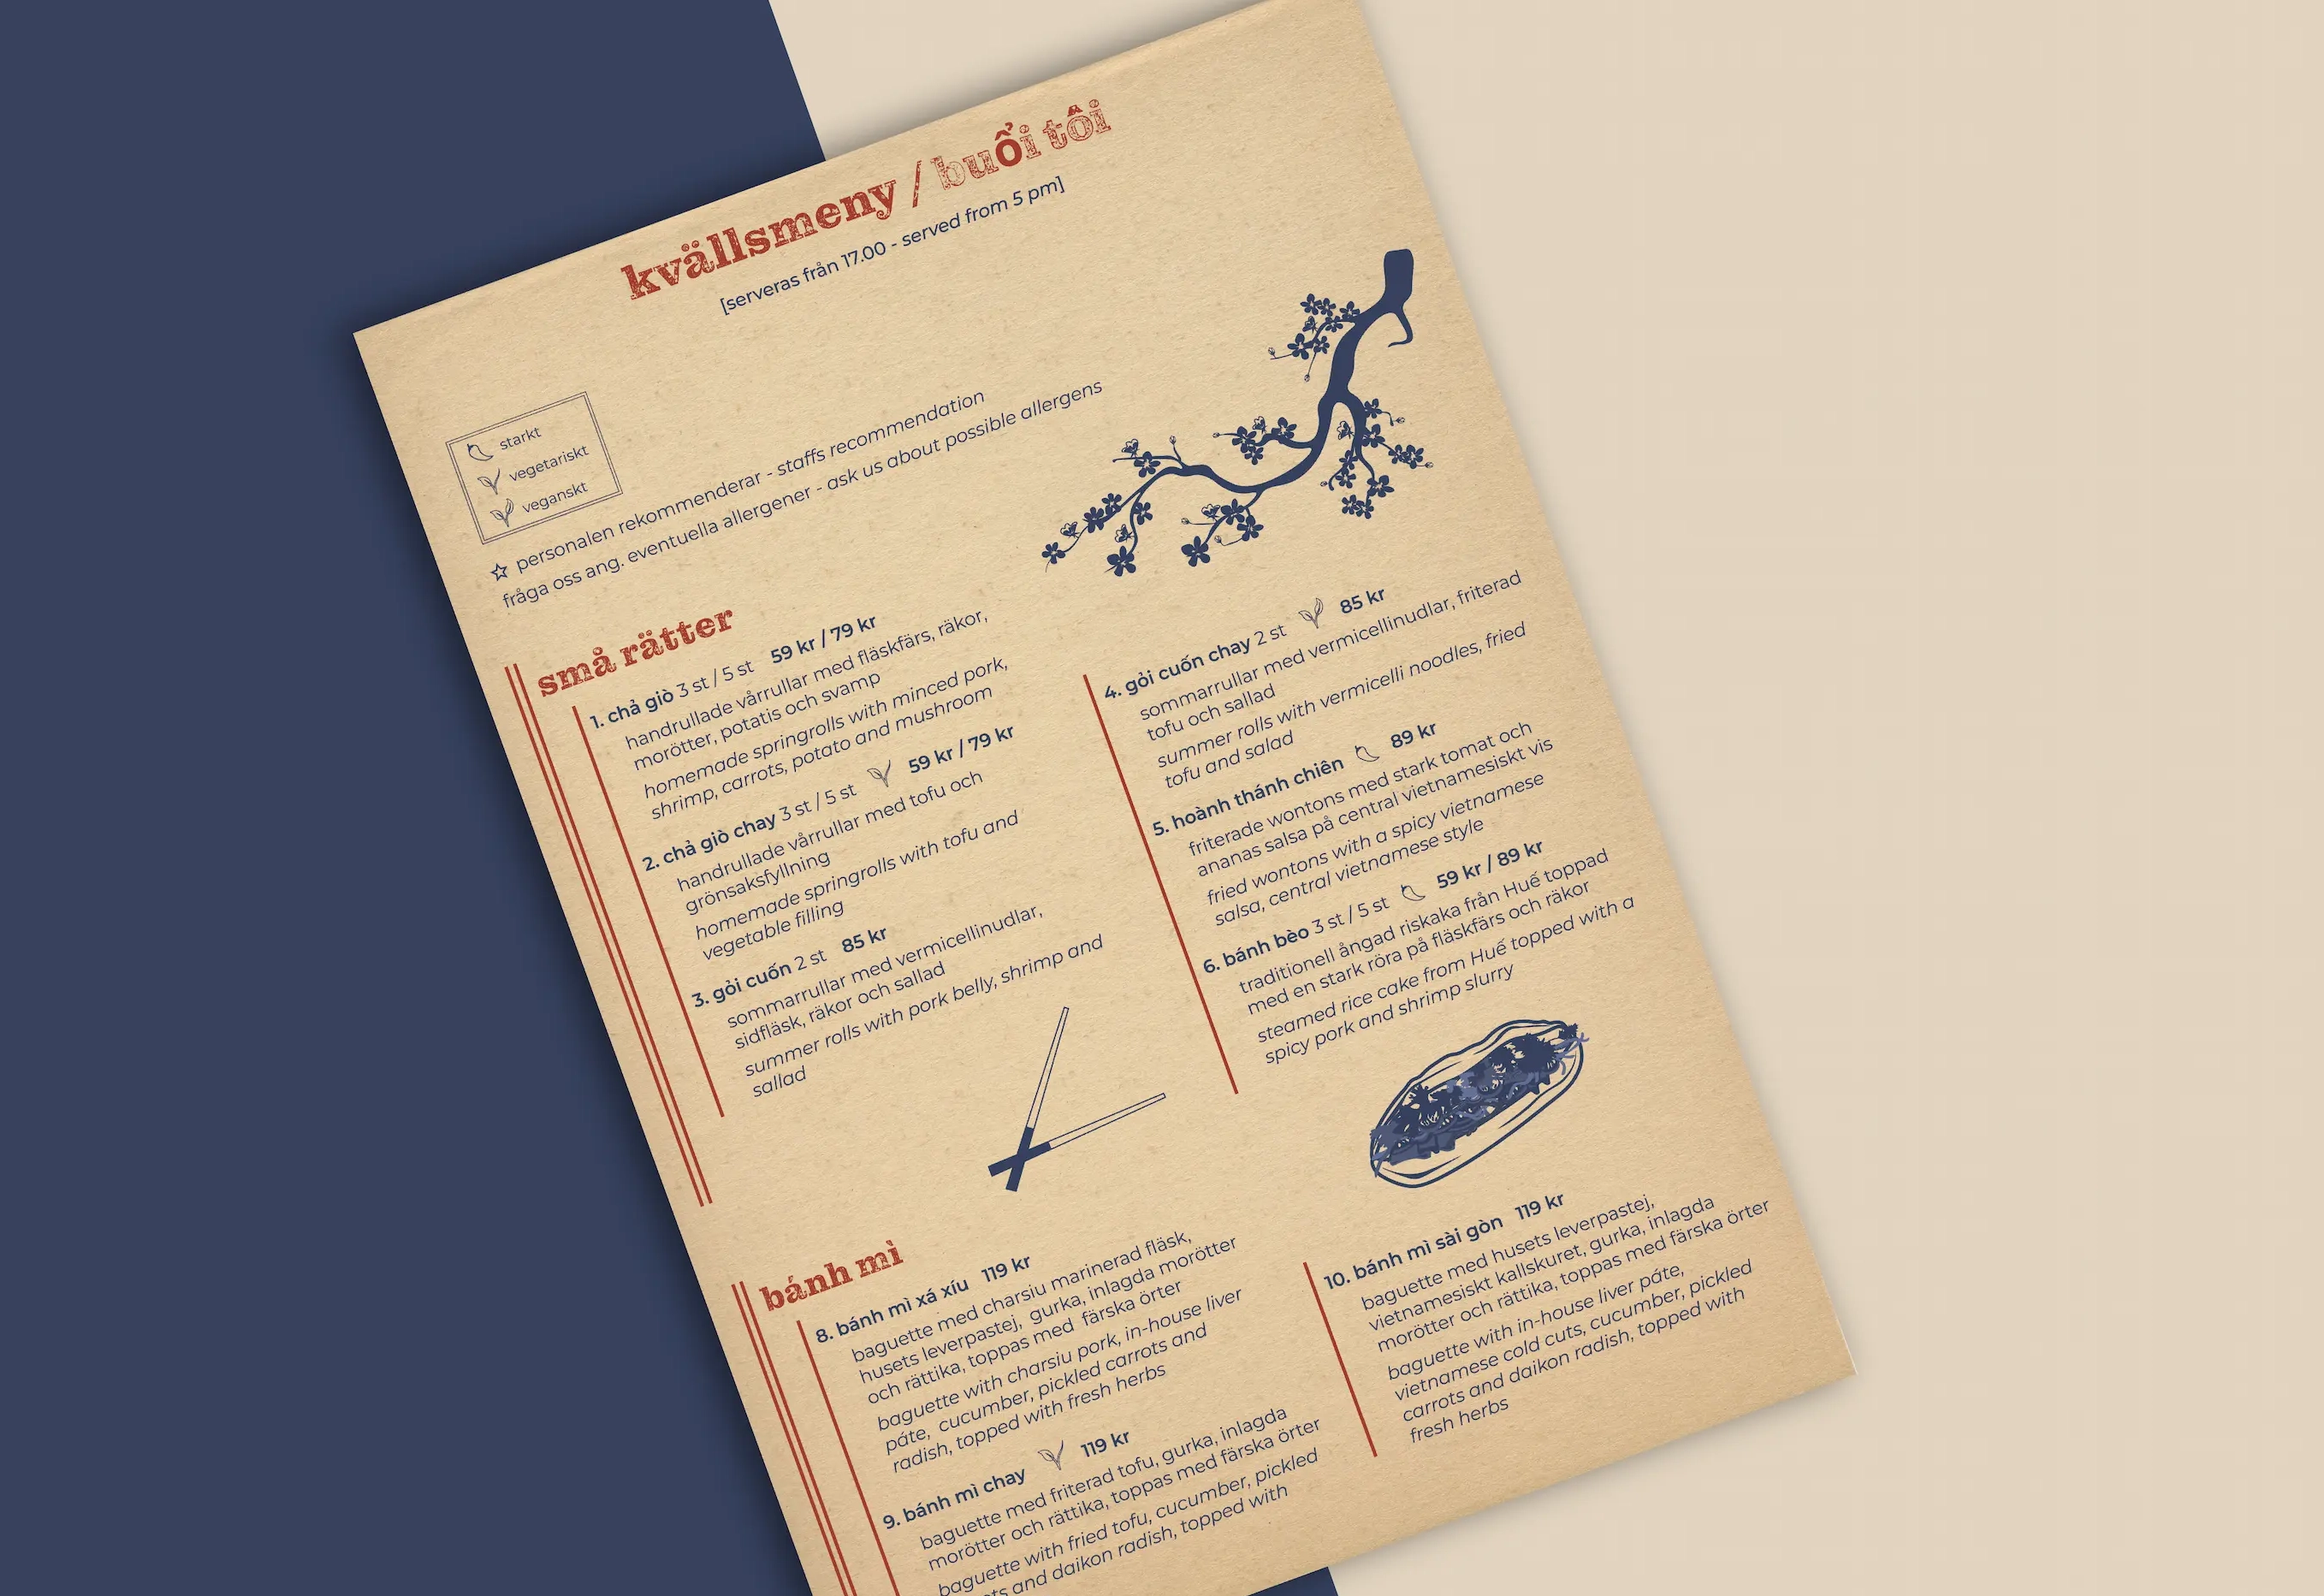 kvällsmeny / buổi tôi
[serveras från 17.00 - served from 5 pm]
starkt
vegetariskt
veganskt
☆ personalen rekommenderar - staffs recommendation
fråga oss ang. eventuella allergener - ask us about possible allergens
små rätter
1. chả giò 3 st / 5 st 59 kr / 79 kr
handrullade vårrullar med fläskfärs, räkor,
morötter, potatis och svamp
homemade springrolls with minced pork,
shrimp, carrots, potato and mushroom
2. chả giò chay 3 st / 5 st 59 kr / 79 kr
handrullade vårrullar med tofu och
grönsaksfyllning
homemade springrolls with tofu and
vegetable filling
3. gỏi cuốn 2 st 85 kr
sommarrullar med vermicellinudlar,
sidfläsk, räkor och sallad
summer rolls with pork belly, shrimp and
sallad
4. gỏi cuốn chay 2 st 85 kr
sommarrullar med vermicellinudlar, friterad
tofu och sallad
summer rolls with vermicelli noodles, fried
tofu and salad
5. hoành thánh chiên 89 kr
friterade wontons med stark tomat och
ananas salsa på central vietnamesiskt vis
fried wontons with a spicy vietnamese
salsa, central vietnamese style
6. bánh bèo 3 st / 5 st 59 kr / 89 kr
traditionell ångad riskaka från Huế toppad
med en stark röra på fläskfärs och räkor
steamed rice cake from Huế topped with a
spicy pork and shrimp slurry
bánh mì
8. bánh mì xá xíu 119 kr
baguette med charsiu marinerad fläsk,
husets leverpastej, gurka, inlagda morötter
och rättika, toppas med färska örter
baguette with charsiu pork, in-house liver
páte, cucumber, pickled carrots and
radish, topped with fresh herbs
9. bánh mì chay 119 kr
baguette med friterad tofu, gurka, inlagda
morötter och rättika, toppas med färska örter
baguette with fried tofu, cucumber, pickled
and daikon radish, topped with
10. bánh mì sài gòn 119 kr
baguette med husets leverpastej,
vietnamesiskt kallskuret, gurka, inlagda
morötter och rättika, toppas med färska örter
baguette with in-house liver páte,
vietnamese cold cuts, cucumber, pickled
carrots and daikon radish, topped with
fresh herbs